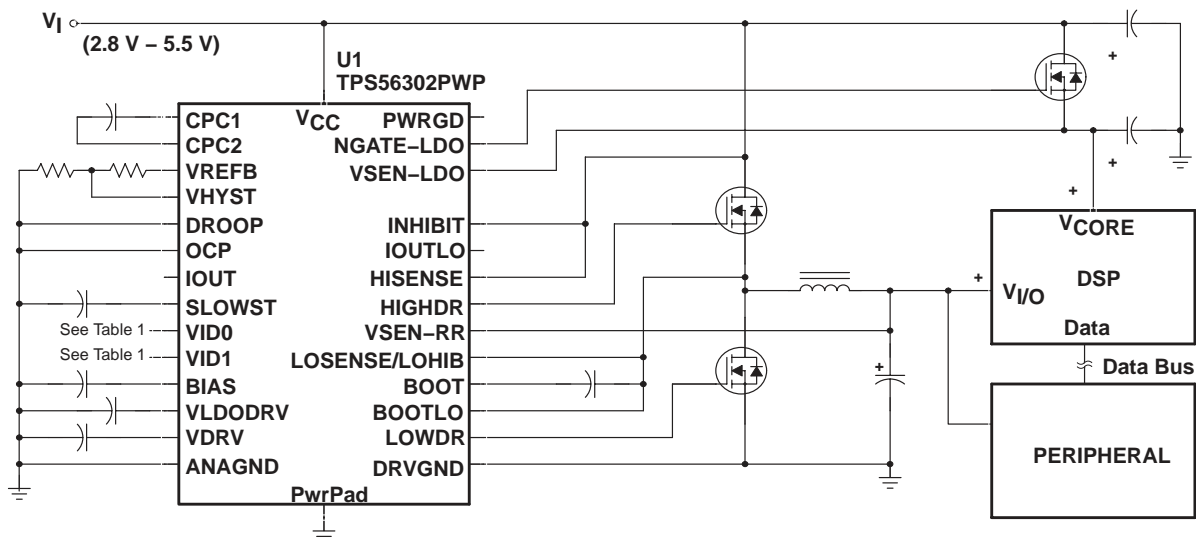 VI
(2.8 V – 5.5 V)
U1
TPS56302PWP
VCC
CPC1
CPC2
VREFB
VHYST
DROOP
OCP
IOUT
SLOWST
See Table 1
VID0
See Table 1
VID1
BIAS
VLDODRV
VDRV
ANAGND
PwrPad
PWRGD
NGATE–LDO
VSEN–LDO
INHIBIT
IOUTLO
HISENSE
HIGHDR
VSEN–RR
LOSENSE/LOHIB
BOOT
BOOTLO
LOWDR
DRVGND
+
+
+
+
+
VCORE
DSP
VI/O
Data
Data Bus
PERIPHERAL